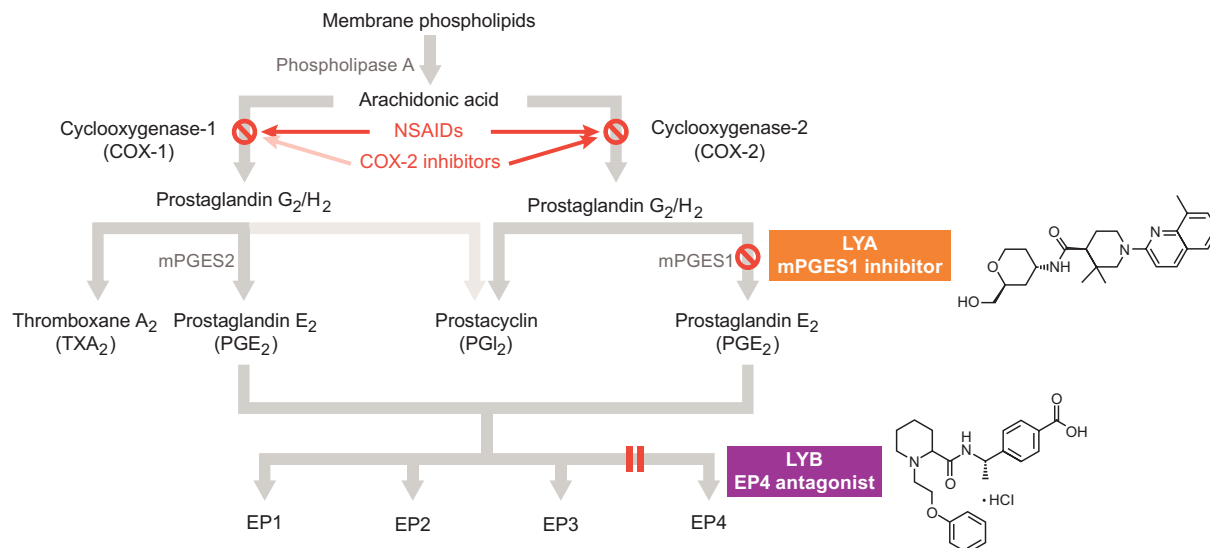 Membrane phospholipids
Phospholipase A
Arachidonic acid
Cyclooxygenase-1
(COX-1)
NSAIDs
COX-2 inhibitors
Cyclooxygenase-2
(COX-2)
Prostaglandin G2/H2
Prostaglandin G2/H2
mPGES2
mPGES1
LYA
mPGES1 inhibitor
O
HO
O
N
H
N
N
Thromboxane A2
(TXA2)
Prostaglandin E2
(PGE2)
Prostacyclin
(PGI2)
Prostaglandin E2
(PGE2)
LYB
EP4 antagonist
O
OH
H
N
N
O
O
· HCl
EP1
EP2
EP3
EP4